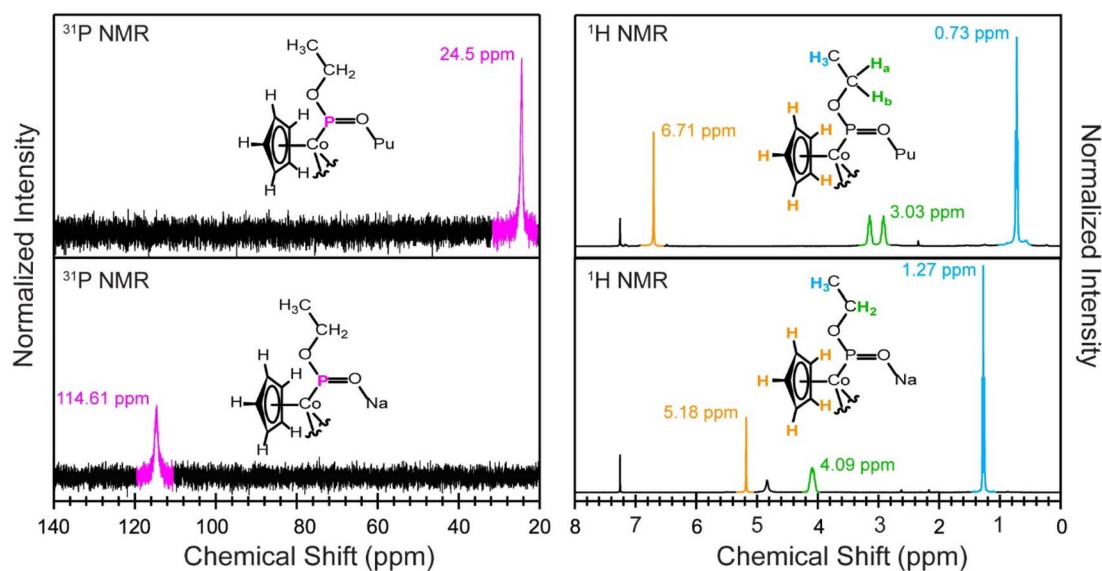 ³¹P NMR
24.5 ppm
H₃C
CH₂
O
H
H
P
O
H
Co
Pu
H
H
Normalized Intensity
³¹P NMR
H₃C
CH₂
O
H
H
P
O
114.61 ppm
H
Co
Na
H
H
140 120 100 80 60 40 20
Chemical Shift (ppm)
¹H NMR
0.73 ppm
H₃C
Hₐ
C
H_b
O
6.71 ppm
H
H
P
O
H
Co
Pu
H
H
3.03 ppm
Normalized Intensity
¹H NMR
1.27 ppm
H₃C
CH₂
O
H
H
P
O
H
Co
Na
5.18 ppm
H
H
4.09 ppm
8 7 6 5 4 3 2 1 0
Chemical Shift (ppm)